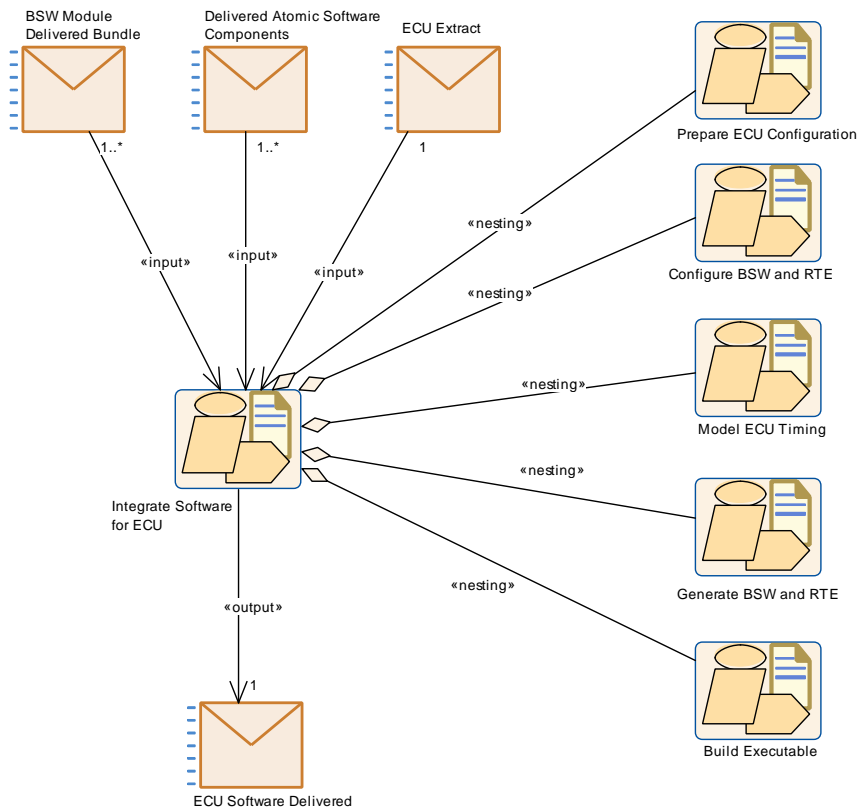 BSW Module
Delivered Bundle
Delivered Atomic Software
Components
ECU Extract
1..*
1..*
1
Prepare ECU Configuration
«nesting»
«input»
«input»
«input»
Configure BSW and RTE
«nesting»
«nesting»
Model ECU Timing
«nesting»
Integrate Software
for ECU
Generate BSW and RTE
«nesting»
«output»
1
Build Executable
ECU Software Delivered